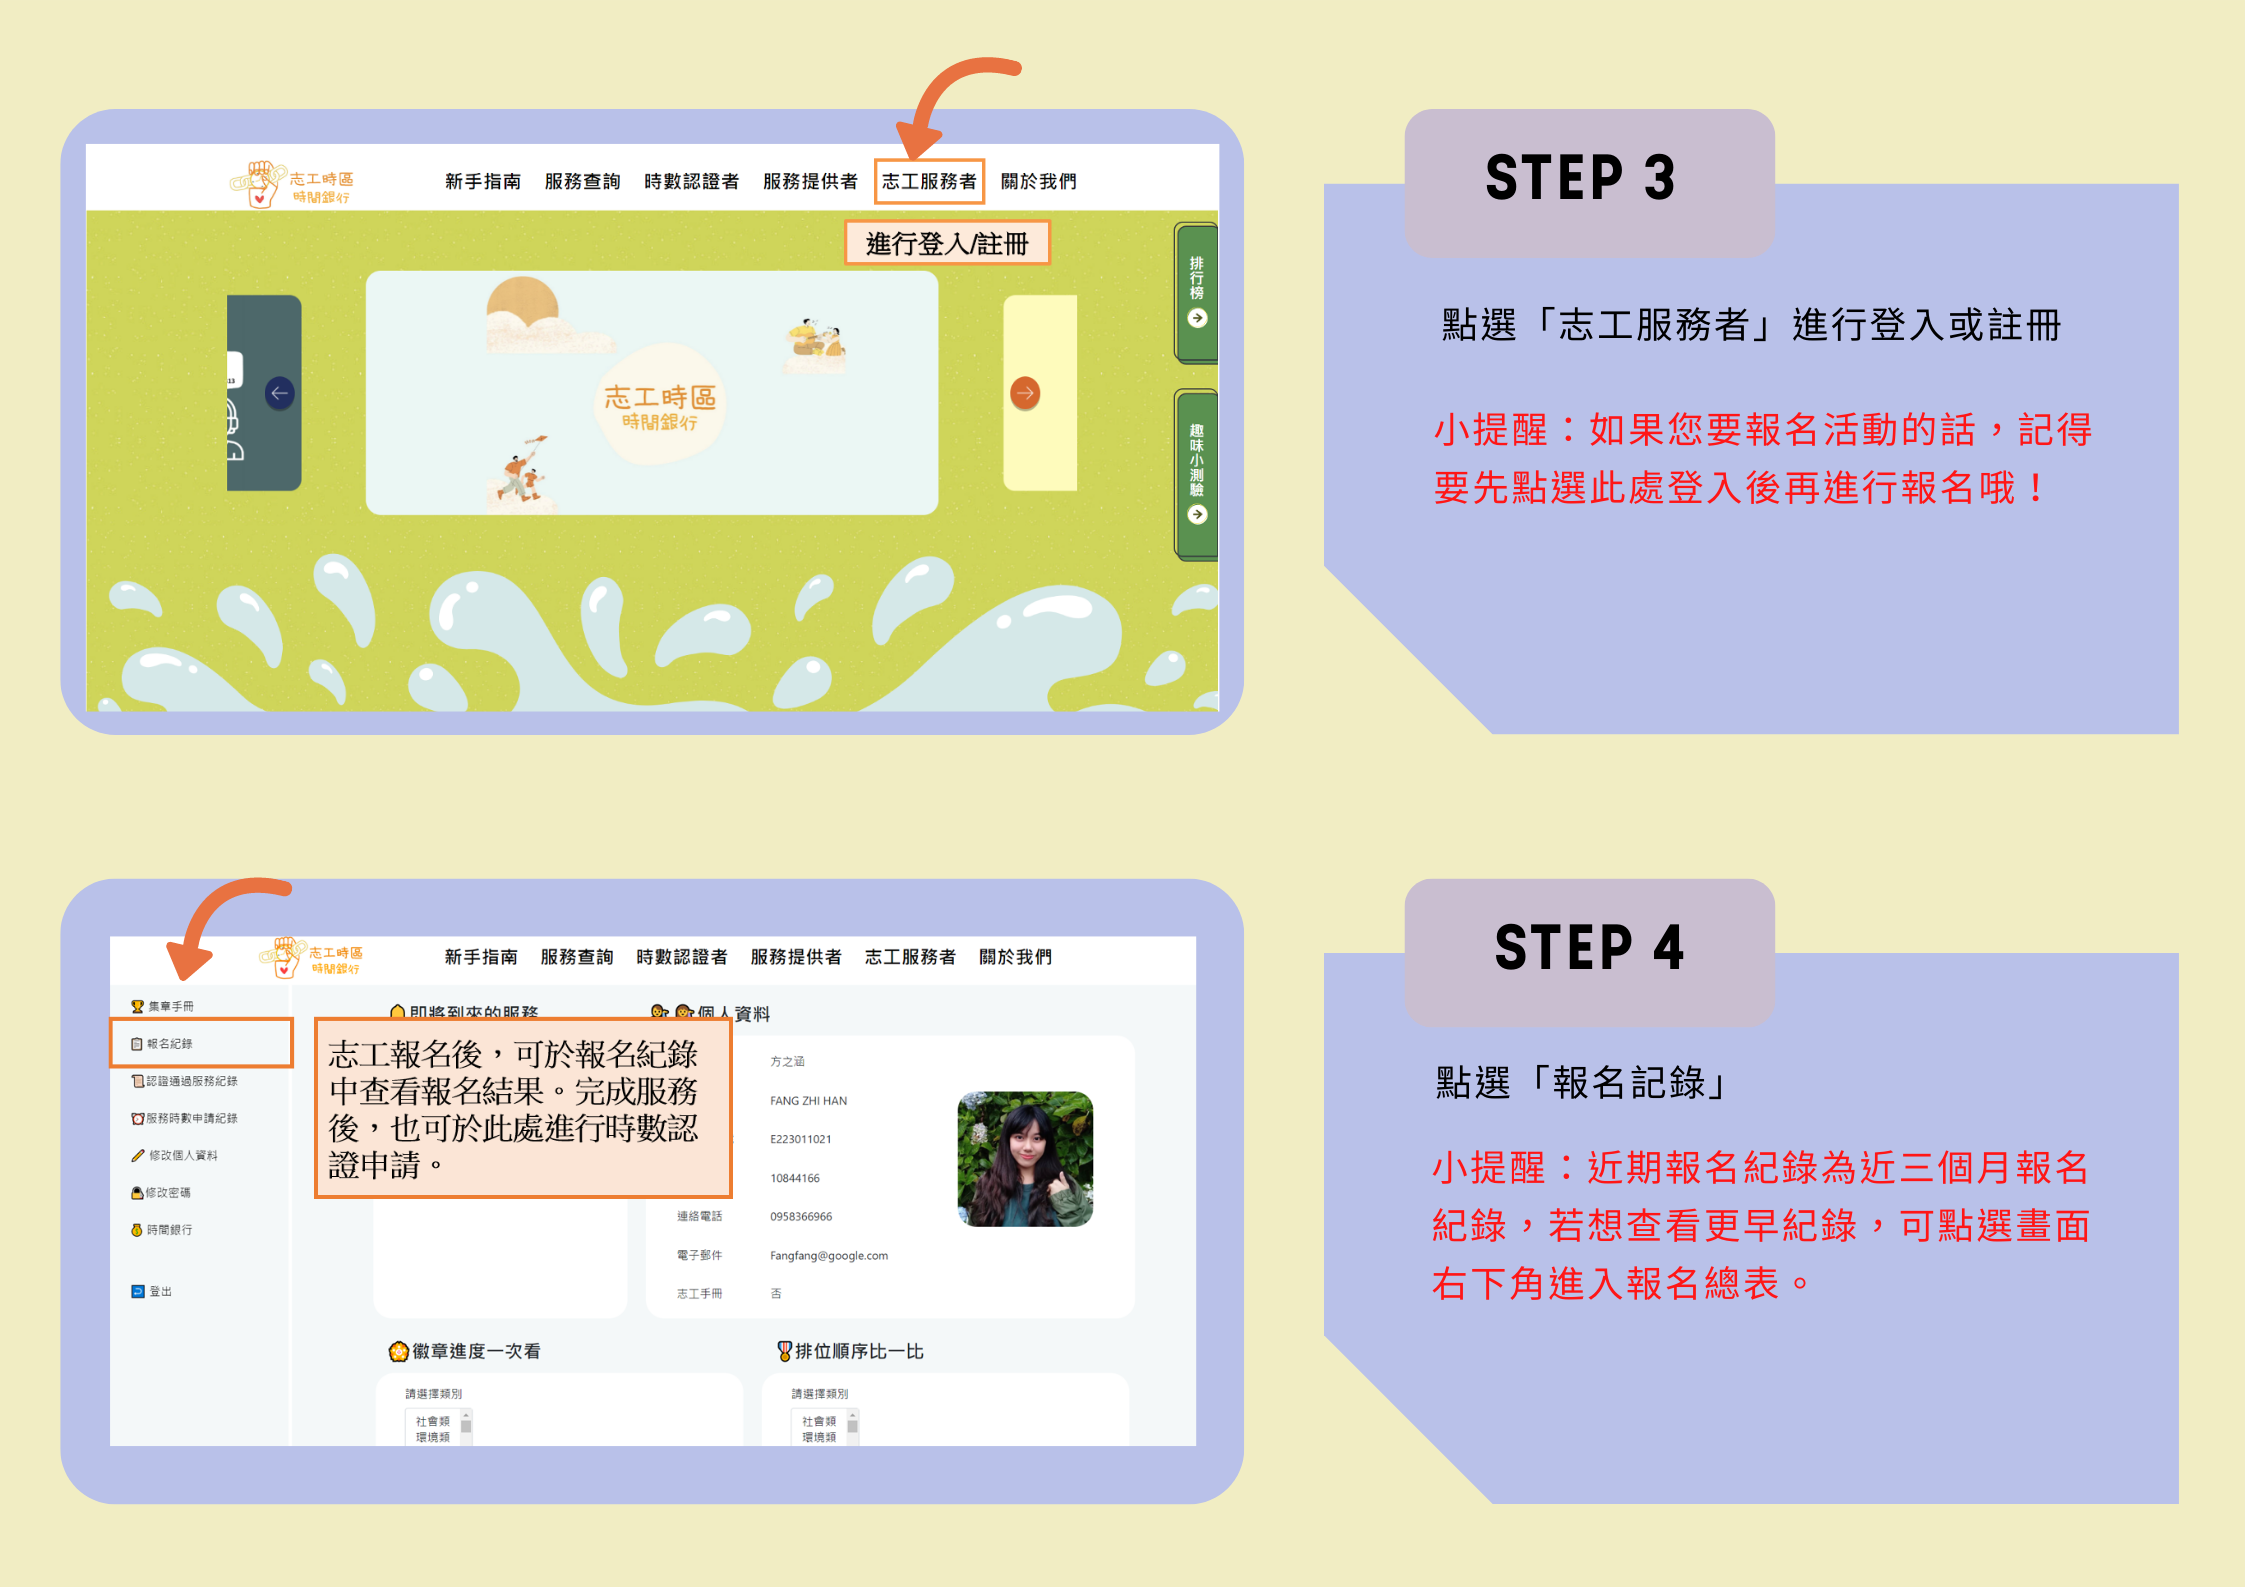 志工時區
時間銀行
新手指南 服務查詢 時數認證者 服務提供者 志工服務者 關於我們
進行登入/註冊
排行榜
志工時區
時間銀行
趣味小測驗
STEP 3
點選「志工服務者」進行登入或註冊
小提醒：如果您要報名活動的話，記得
要先點選此處登入後再進行報名哦！
志工時區
時間銀行
新手指南 服務查詢 時數認證者 服務提供者 志工服務者 關於我們
集章手冊
報名紀錄
認證通過服務紀錄
服務時數申請紀錄
修改個人資料
修改密碼
時間銀行
登出
即將到來的服務
志工報名後，可於報名紀錄
中查看報名結果。完成服務
後，也可於此處進行時數認
證申請。
個人資料
方之涵
FANG ZHI HAN
E223011021
10844166
連絡電話 0958366966
電子郵件 Fangfang@google.com
志工手冊 否
徽章進度一次看
請選擇類別
社會類
環境類
排位順序比一比
請選擇類別
社會類
環境類
STEP 4
點選「報名記錄」
小提醒：近期報名紀錄為近三個月報名
紀錄，若想查看更早紀錄，可點選畫面
右下角進入報名總表。